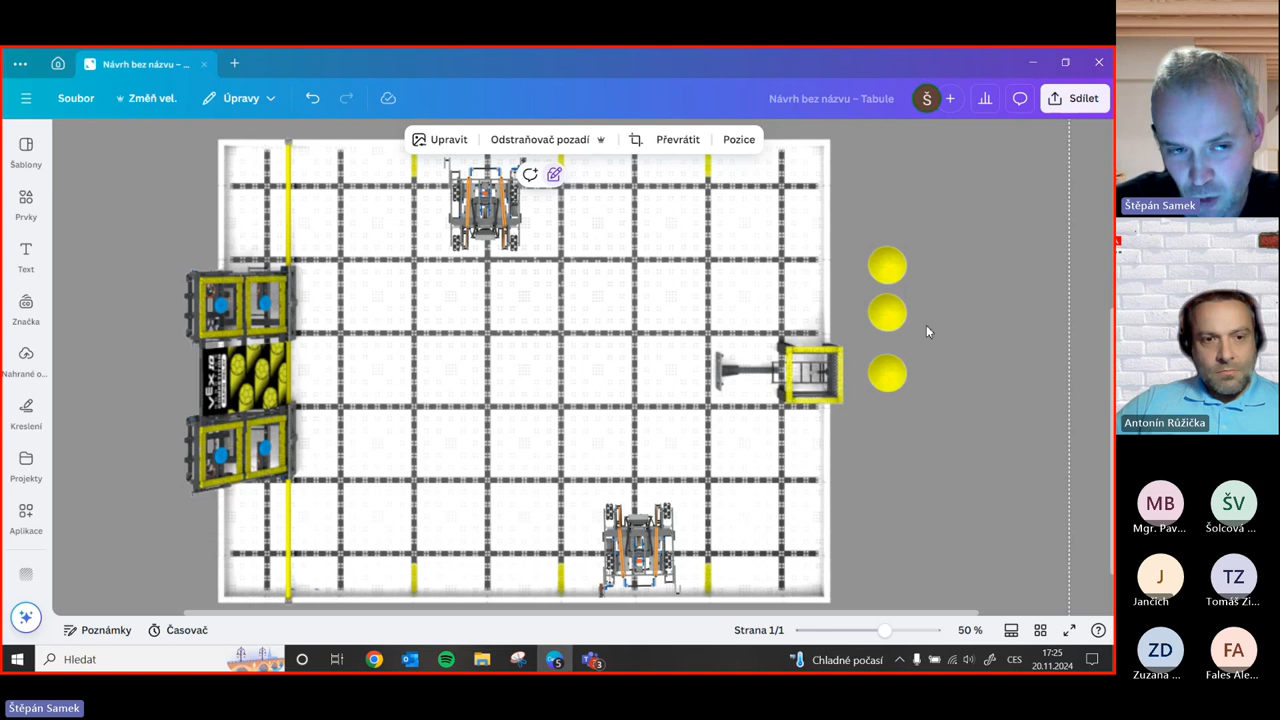 Návrh bez názvu – ...
Soubor
Změň vel.
Úpravy
Návrh bez názvu – Tabule
Š
Sdílet
Upravit
Odstraňovač pozadí
Převrátit
Pozice
Šablony
Prvky
Text
Značka
Nahrané o...
Kreslení
Projekty
Aplikace
Poznámky
Časovač
Strana 1/1
50 %
Hledat
5
3
Chladné počasí
CES
17:25
20.11.2024
Štěpán Samek
Antonín Růžička
MB
Mgr. Pav...
ŠV
Šolcová ...
J
Jančich
TZ
Tomáš Zi...
ZD
Zuzana ...
FA
Fales Ale...
Štěpán Samek